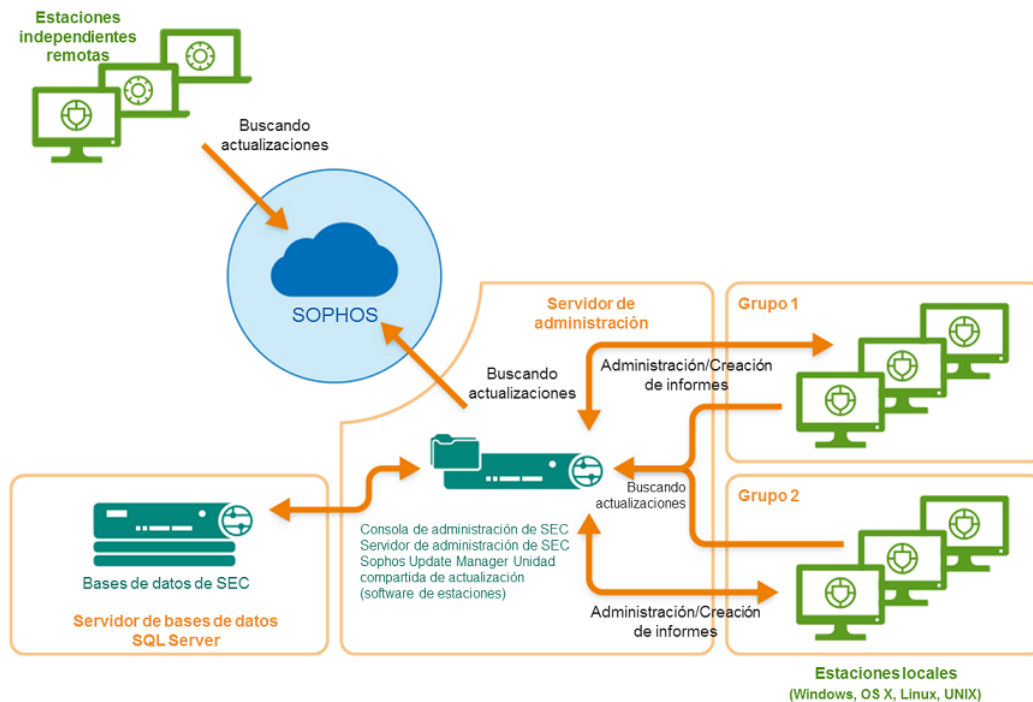 Estaciones
independientes
remotas
Buscando
actualizaciones
SOPHOS
Servidor de
administración
Grupo 1
Administración/Creación
de informes
Buscando
actualizaciones
Buscando
actualizaciones
Grupo 2
Consola de administración de SEC
Servidor de administración de SEC
Sophos Update Manager Unidad
compartida de actualización
(software de estaciones)
Bases de datos de SEC
Servidor de bases de datos
SQL Server
Administración/Creación
de informes
Estaciones locales
(Windows, OS X, Linux, UNIX)